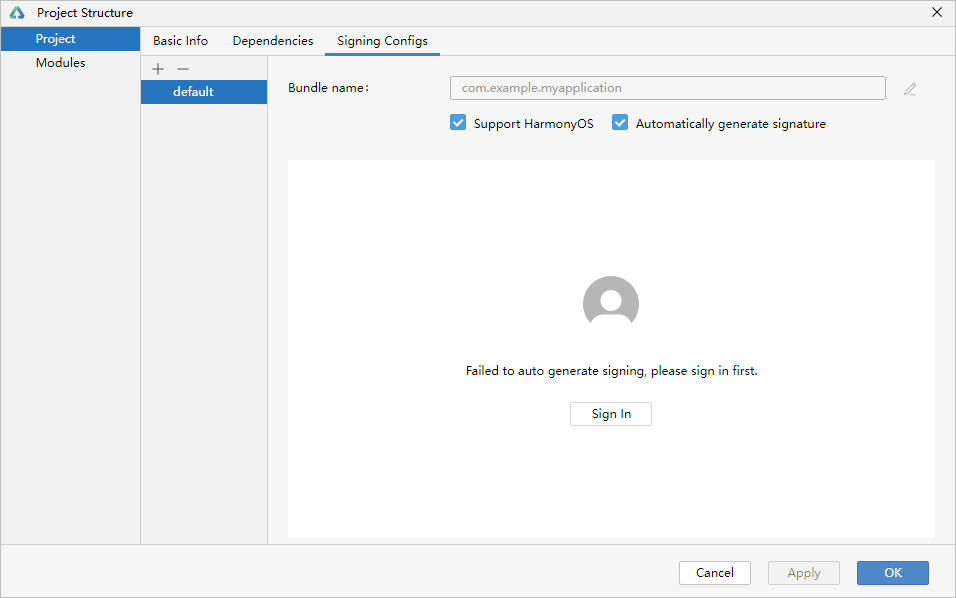 Project Structure
Project
Modules
Basic Info
Dependencies
Signing Configs
default
Bundle name:
com.example.myapplication
Support HarmonyOS
Automatically generate signature
Failed to auto generate signing, please sign in first.
Sign In
Cancel
Apply
OK